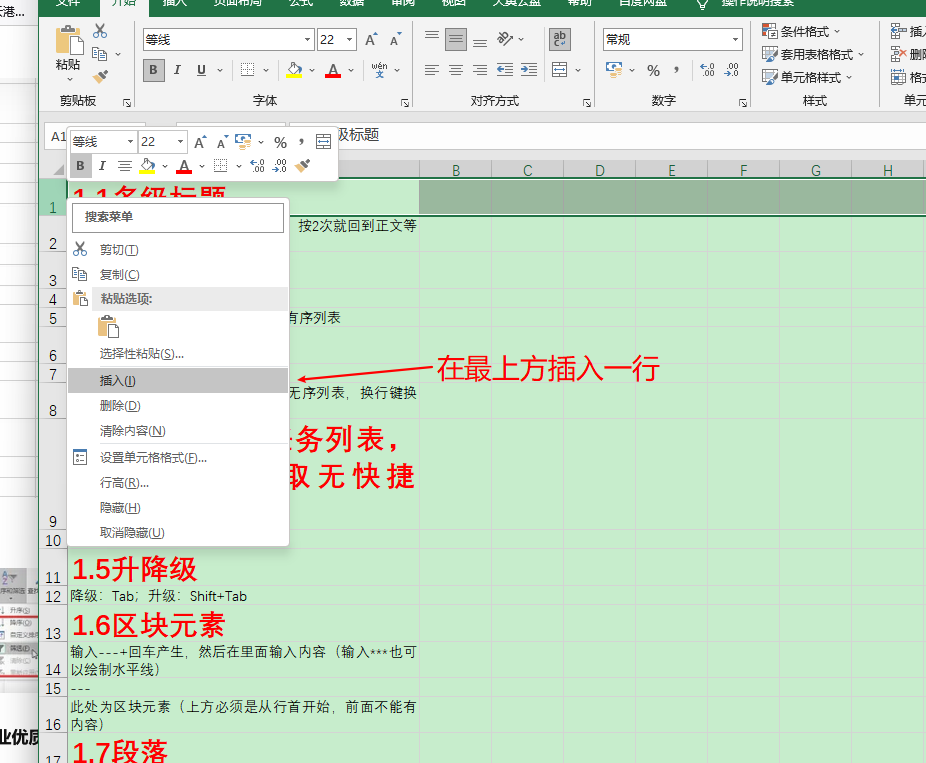 文件 开始 插入 页面布局 公式 数据 审阅 视图 天翼云盘 帮助 百度网盘 操作说明搜索
等线 22 常规
粘贴
条件格式
套用表格格式
单元格样式
剪贴板 字体 对齐方式 数字 样式
A1
级标题
等线 22
B I
B C D E F G H
1 1.1各级标题
搜索菜单
2 按2次就回到正文等
剪切(T)
3 复制(C)
4 粘贴选项:
5 有序列表
6 选择性粘贴(S)...
7 插入(I) 在最上方插入一行
8 无序列表，换行键换
删除(D)
清除内容(N)
务列表，
设置单元格格式(F)...
取无快捷
行高(R)...
隐藏(H)
9
取消隐藏(U)
10
11 1.5升降级
12 降级：Tab；升级：Shift+Tab
13 1.6区块元素
输入---+回车产生，然后在里面输入内容（输入***也可
14 以绘制水平线）
15 ---
此处为区块元素（上方必须是从行首开始，前面不能有
16 内容）
17 1.7段落
业优质